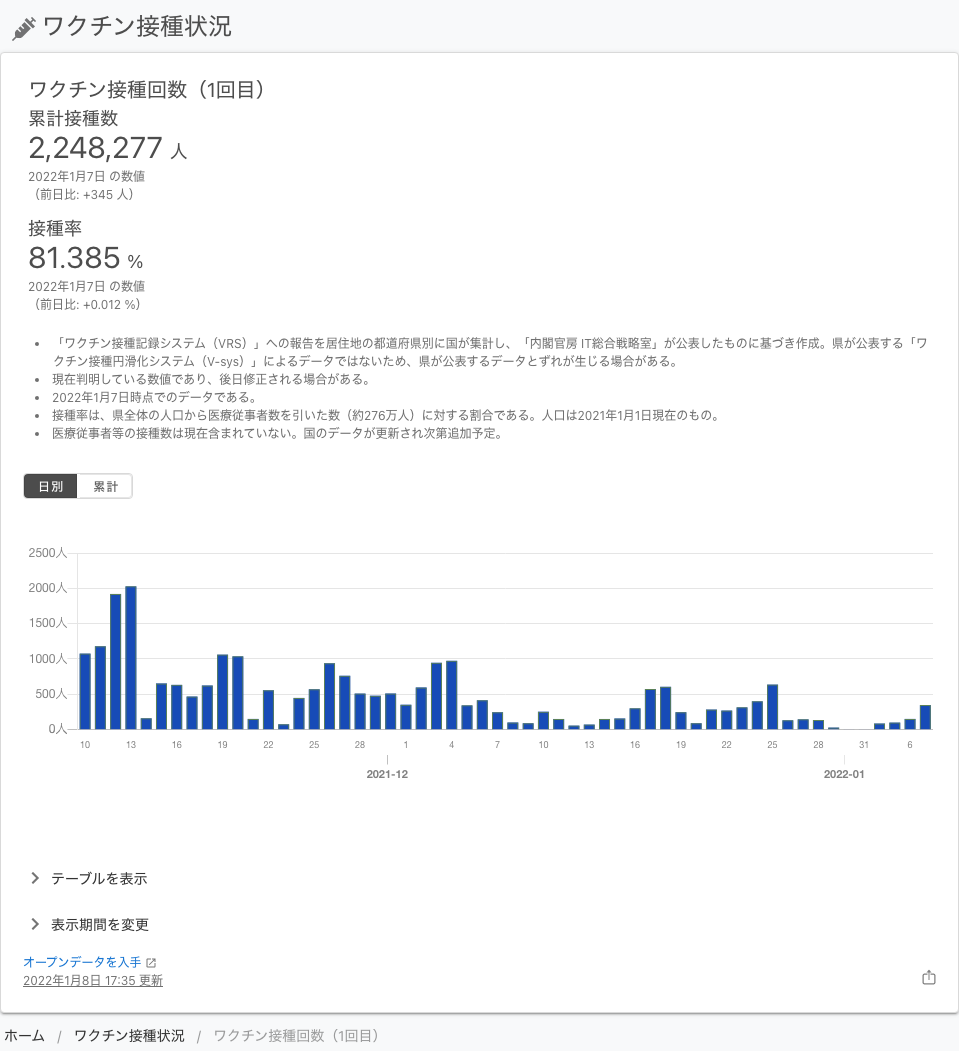 ワクチン接種状況
ワクチン接種回数（1回目）
累計接種数
2,248,277 人
2022年1月7日 の数値
（前日比: +345 人）
接種率
81.385 %
2022年1月7日 の数値
（前日比: +0.012 %）
• 「ワクチン接種記録システム（VRS）」への報告を居住地の都道府県別に国が集計し、「内閣官房 IT総合戦略室」が公表したものに基づき作成。県が公表する「ワ
クチン接種円滑化システム（V-sys）」によるデータではないため、県が公表するデータとずれが生じる場合がある。
• 現在判明している数値であり、後日修正される場合がある。
• 2022年1月7日時点でのデータである。
• 接種率は、県全体の人口から医療従事者数を引いた数（約276万人）に対する割合である。人口は2021年1月1日現在のもの。
• 医療従事者等の接種数は現在含まれていない。国のデータが更新され次第追加予定。
日別 累計
2500人
2000人
1500人
1000人
500人
0人
10 13 16 19 22 25 28 1 4 7 10 13 16 19 22 25 28 31 6
2021-12 2022-01
テーブルを表示
表示期間を変更
オープンデータを入手
2022年1月8日 17:35 更新
ホーム / ワクチン接種状況 / ワクチン接種回数（1回目）